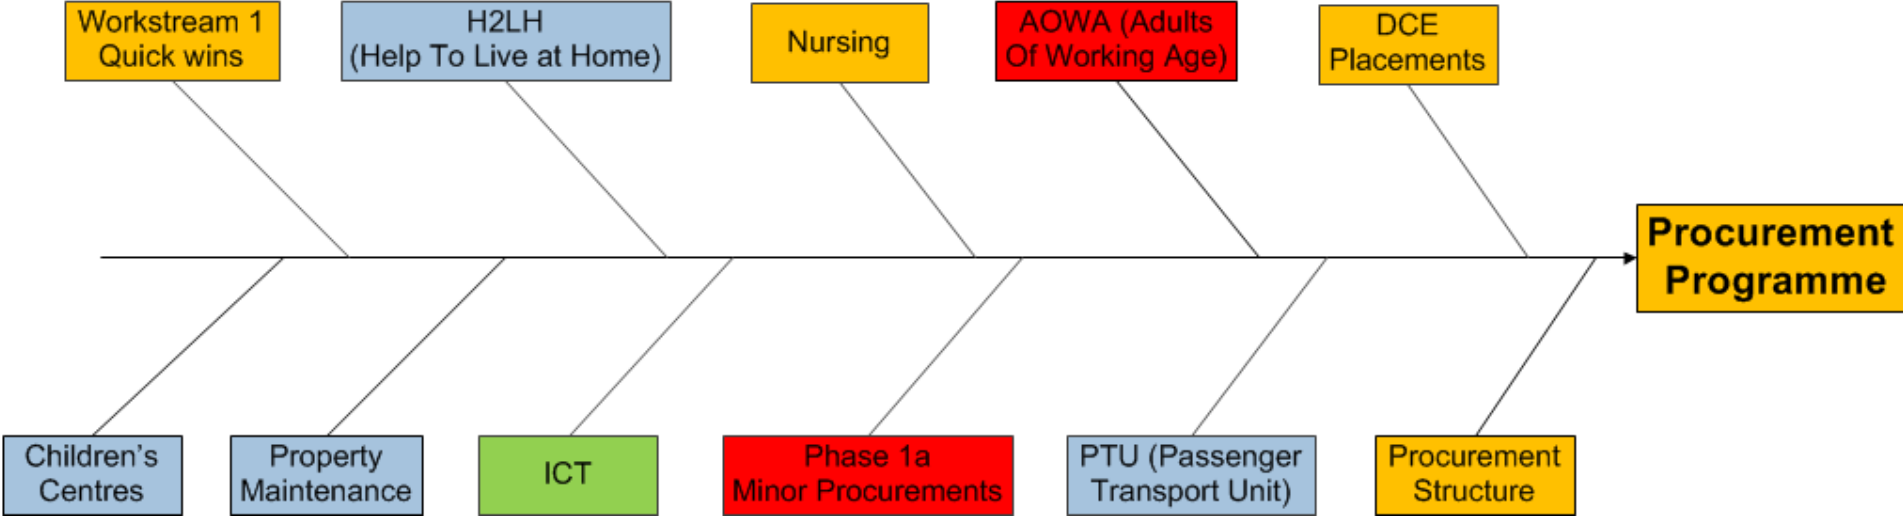 Workstream 1
Quick wins
H2LH
(Help To Live at Home)
Nursing
AOWA (Adults
Of Working Age)
DCE
Placements
Procurement
Programme
Children’s
Centres
Property
Maintenance
ICT
Phase 1a
Minor Procurements
PTU (Passenger
Transport Unit)
Procurement
Structure